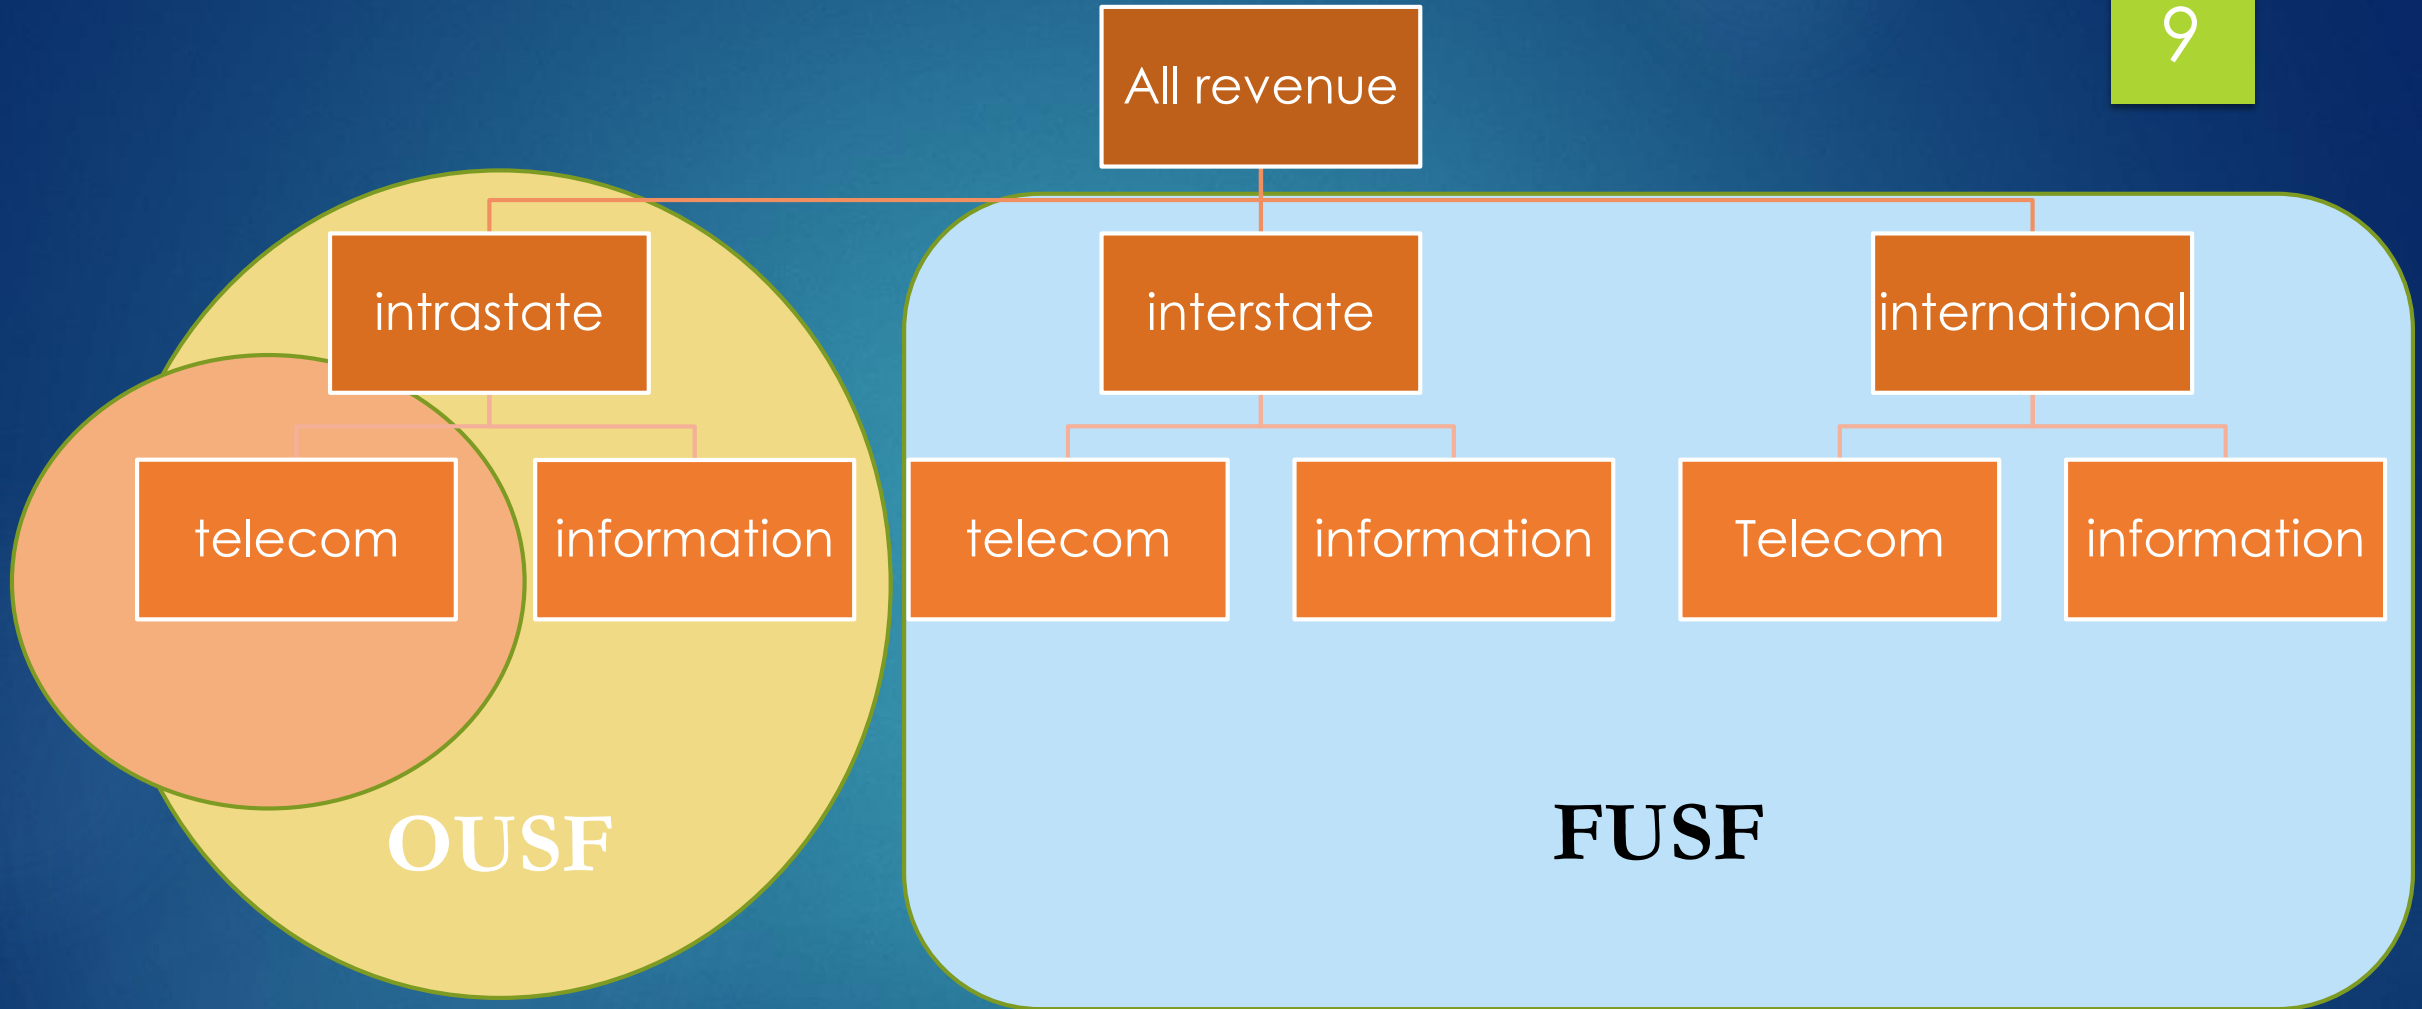 9
All revenue
intrastate
interstate
international
telecom
information
telecom
information
Telecom
information
OUSF
FUSF